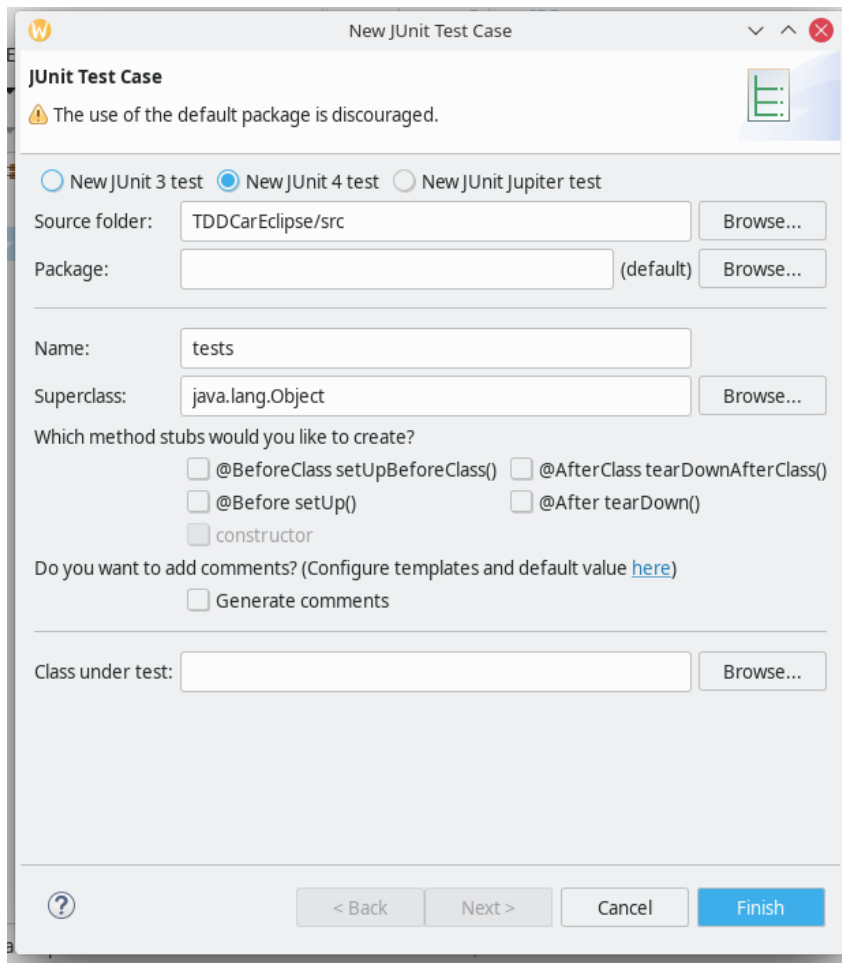 New JUnit Test Case
JUnit Test Case
The use of the default package is discouraged.
New JUnit 3 test New JUnit 4 test New JUnit Jupiter test
Source folder: TDDCarEclipse/src Browse...
Package: (default) Browse...
Name: tests
Superclass: java.lang.Object Browse...
Which method stubs would you like to create?
@BeforeClass setUpBeforeClass() @AfterClass tearDownAfterClass()
@Before setUp() @After tearDown()
constructor
Do you want to add comments? (Configure templates and default value here)
Generate comments
Class under test: Browse...
? < Back Next > Cancel Finish